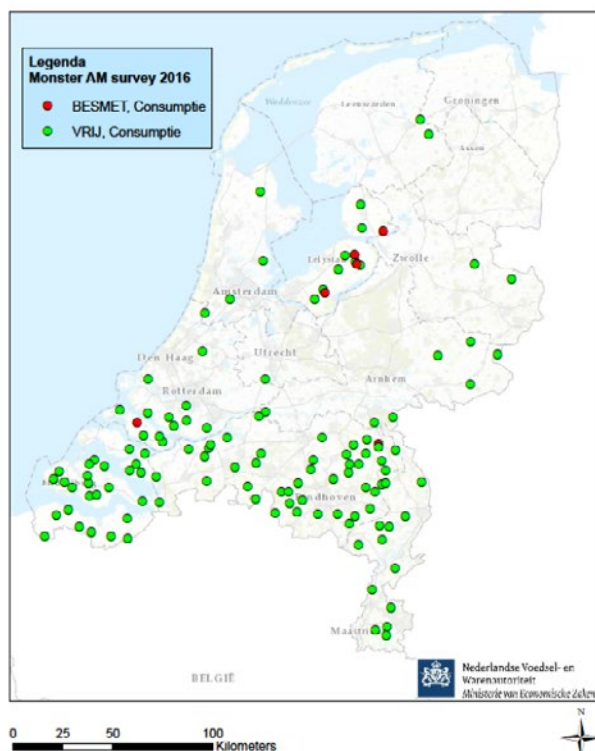 Legenda
Monster AM survey 2016
BESMET, Consumptie
VRIJ, Consumptie
Waddenzee
Leeuwarden
Groningen
Assen
Lelystad
Zwolle
Amsterdam
Den Haag
Utrecht
Rotterdam
Arnhem
Eindhoven
Maastricht
BELGIË
Nederlandse Voedsel- en
Warenautoriteit
Ministerie van Economische Zaken
0 25 50 100
Kilometers
N